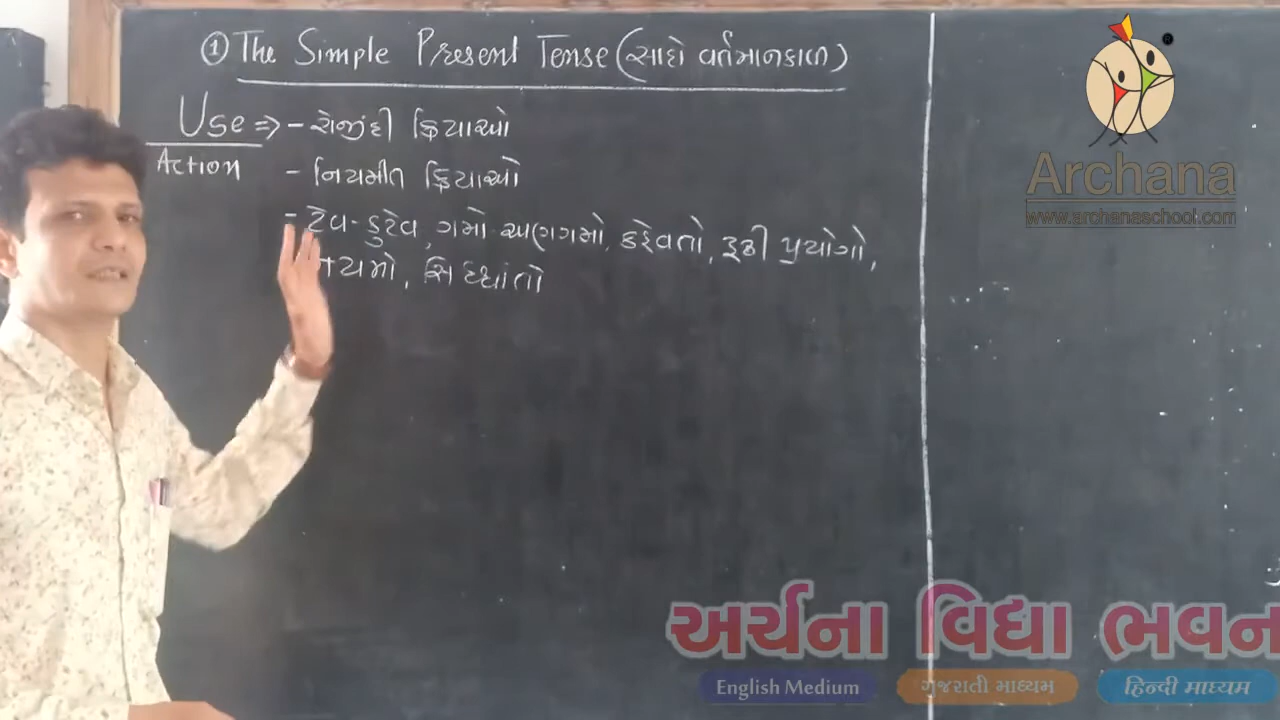 ① The Simple Present Tense (સાદો વર્તમાનકાળ)
Use ⇒ - રોજીંદી ક્રિયાઓ
Action - નિયમીત ક્રિયાઓ
- ટેવ-કુટેવ, ગમો-અણગમો, કહેવતો, રૂઢી પ્રયોગો,
યમો, સિધ્ધાંતો
Archana
www.archanaschool.com
અર્ચના વિદ્યા ભવન
English Medium
ગુજરાતી માધ્યમ
हिन्दी માધ્યમ